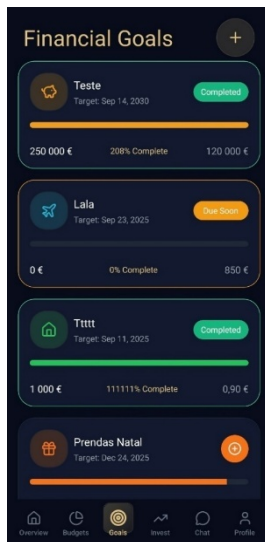 Financial Goals
+
Teste
Completed
Target: Sep 14, 2030
250 000 €
208% Complete
120 000 €
Lala
Due Soon
Target: Sep 23, 2025
0 €
0% Complete
850 €
Ttttt
Completed
Target: Sep 11, 2025
1 000 €
111111% Complete
0,90 €
Prendas Natal
Target: Dec 24, 2025
Overview Budgets Goals Invest Chat Profile